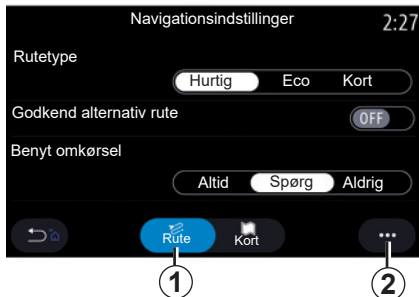 Navigationsindstillinger 2:27
Rutetype
Hurtig Eco Kort
Godkend alternativ rute OFF
Benyt omkørsel
Altid Spørg Aldrig
Rute Kort
1 2